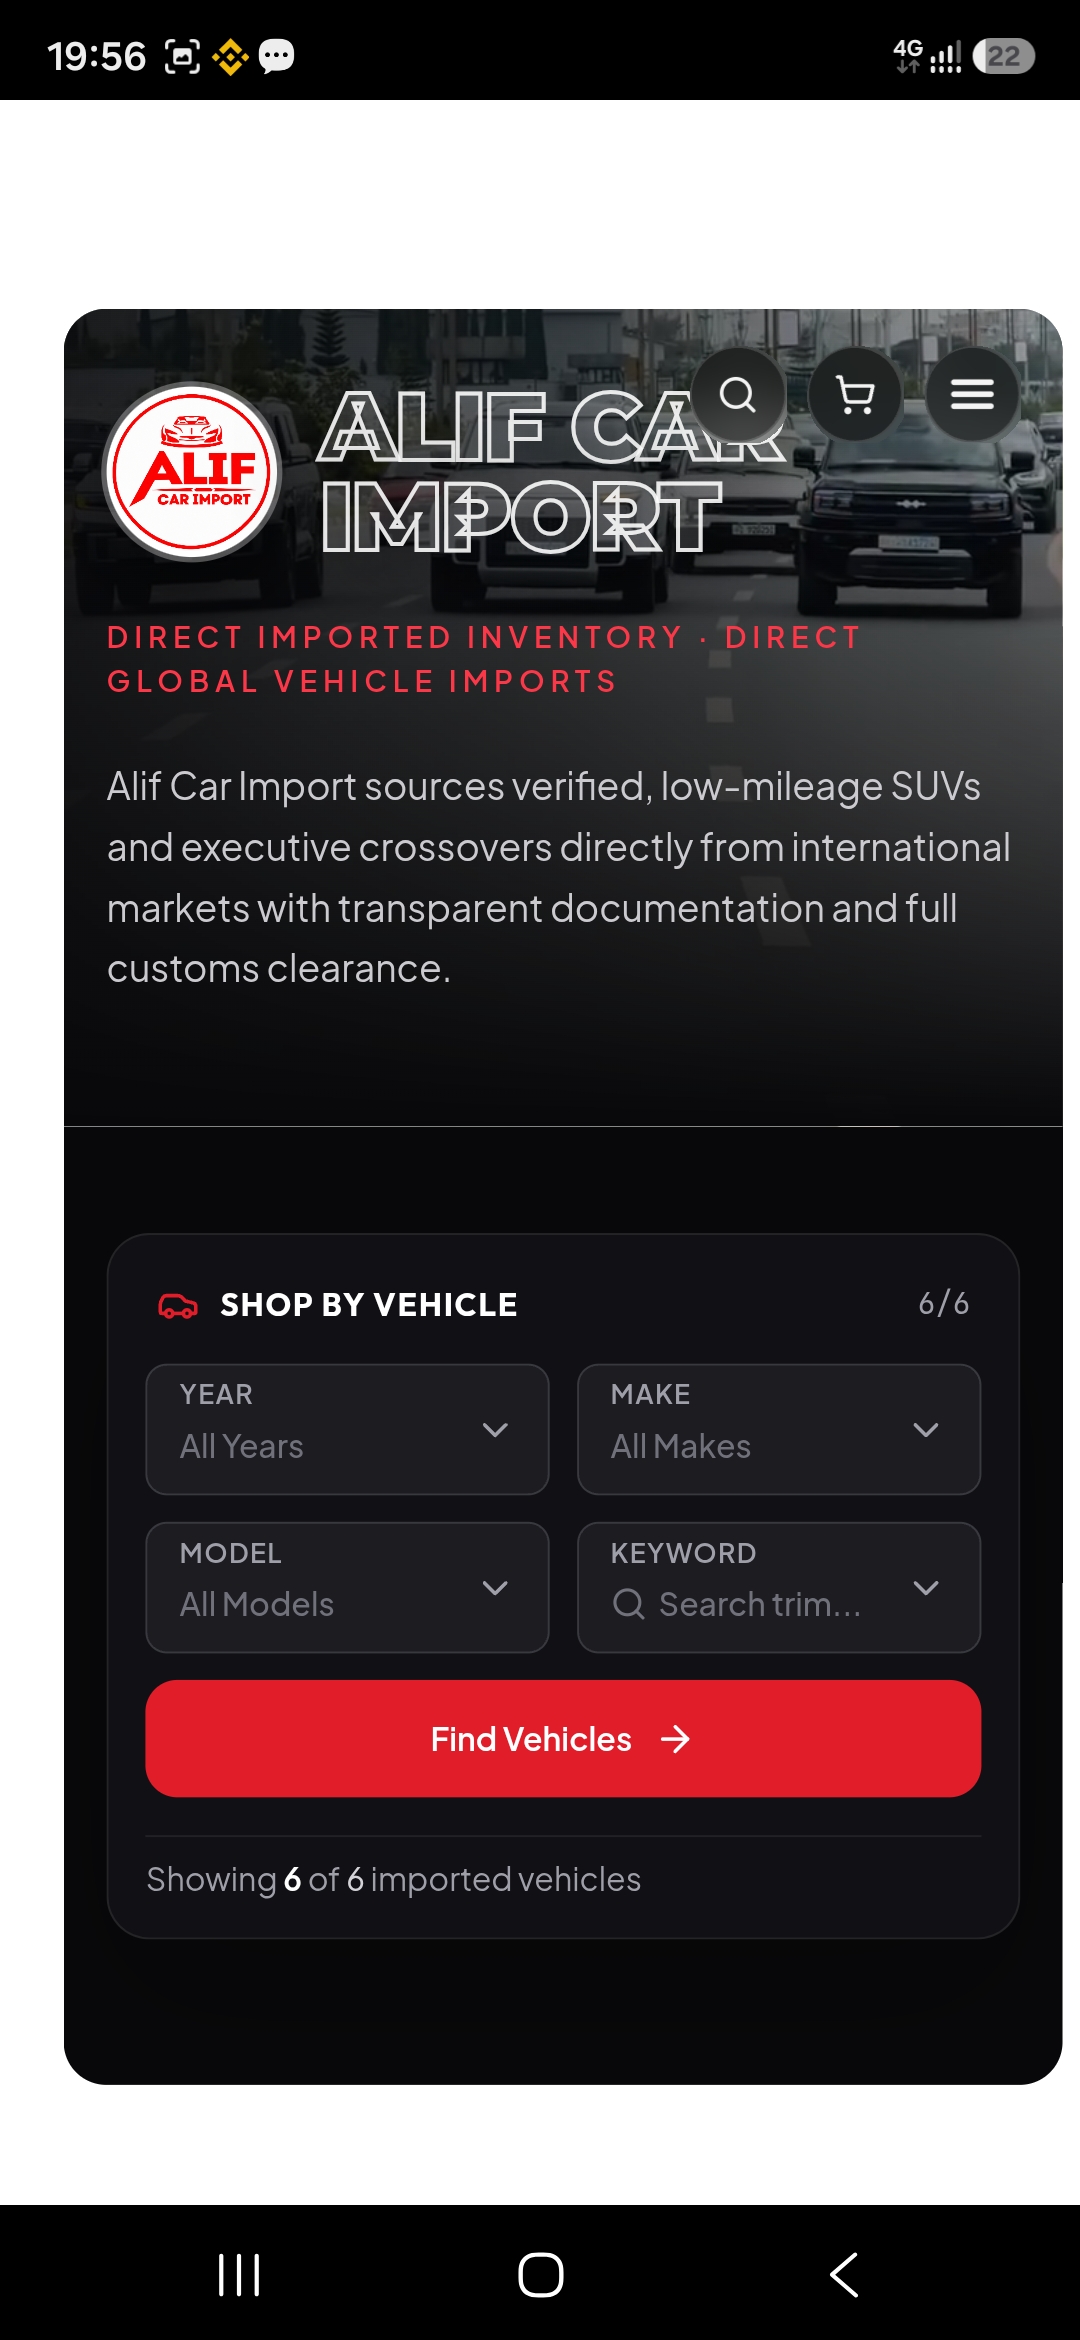 19:56
4G
22
ALIF
CAR IMPORT
ALIF CAR
IMPORT
DIRECT IMPORTED INVENTORY · DIRECT
GLOBAL VEHICLE IMPORTS
Alif Car Import sources verified, low-mileage SUVs
and executive crossovers directly from international
markets with transparent documentation and full
customs clearance.
SHOP BY VEHICLE
6/6
YEAR
All Years
MAKE
All Makes
MODEL
All Models
KEYWORD
Search trim...
Find Vehicles
Showing 6 of 6 imported vehicles